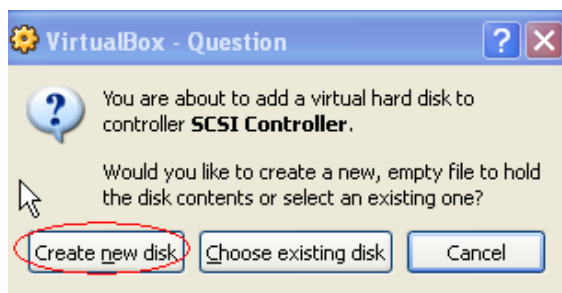 VirtualBox - Question
You are about to add a virtual hard disk to
controller SCSI Controller.
Would you like to create a new, empty file to hold
the disk contents or select an existing one?
Create new disk Choose existing disk Cancel